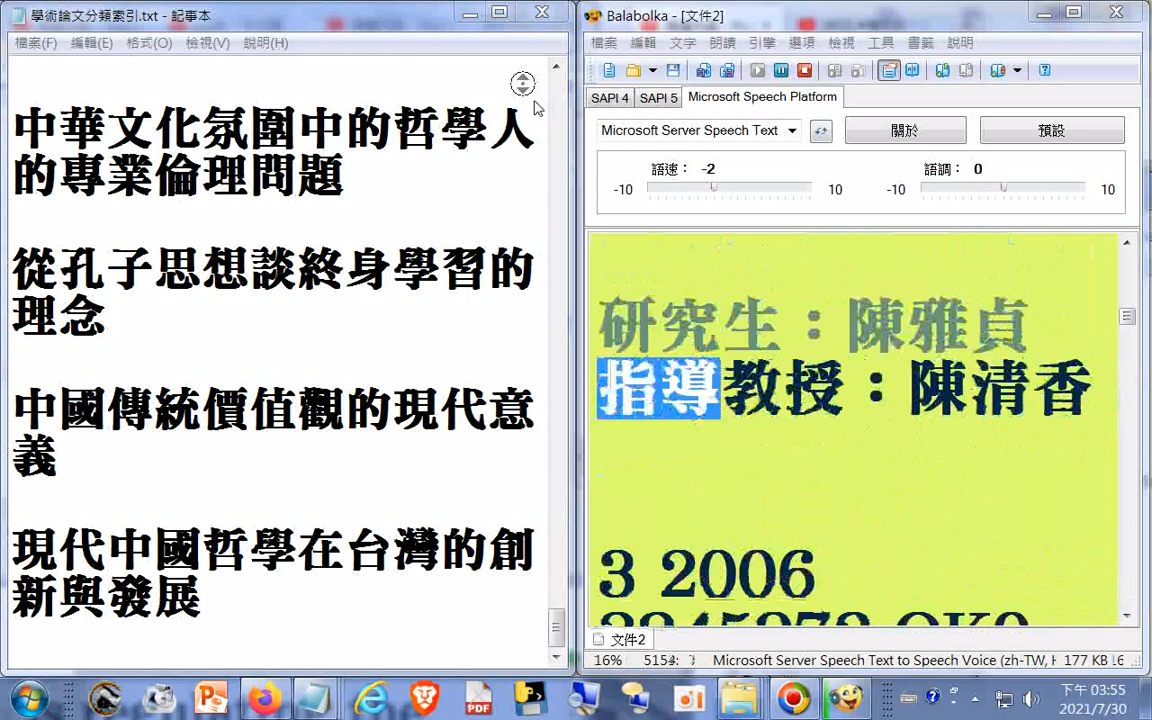 學術論文分類索引.txt - 記事本
檔案(F) 編輯(E) 格式(O) 檢視(V) 說明(H)
中華文化氛圍中的哲學人
的專業倫理問題
從孔子思想談終身學習的
理念
中國傳統價值觀的現代意
義
現代中國哲學在台灣的創
新與發展
Balabolka - [文件2]
檔案 編輯 文字 朗讀 引擎 選項 檢視 工具 書籤 說明
SAPI 4 SAPI 5 Microsoft Speech Platform
Microsoft Server Speech Text 關於 預設
語速： -2 語調： 0
-10 10 -10 10
研究生：陳雅貞
指導教授：陳清香
3 2006
文件2
16% Microsoft Server Speech Text to Speech Voice (zh-TW, 177 KB
下午 03:55
2021/7/30